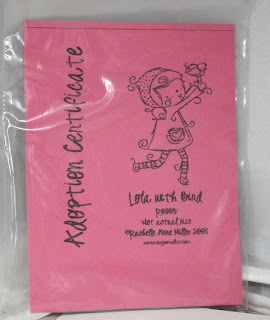 Adoption Certificate
Lola with Bird
Not Actual Size
©Rachelle Anne Miller 2005